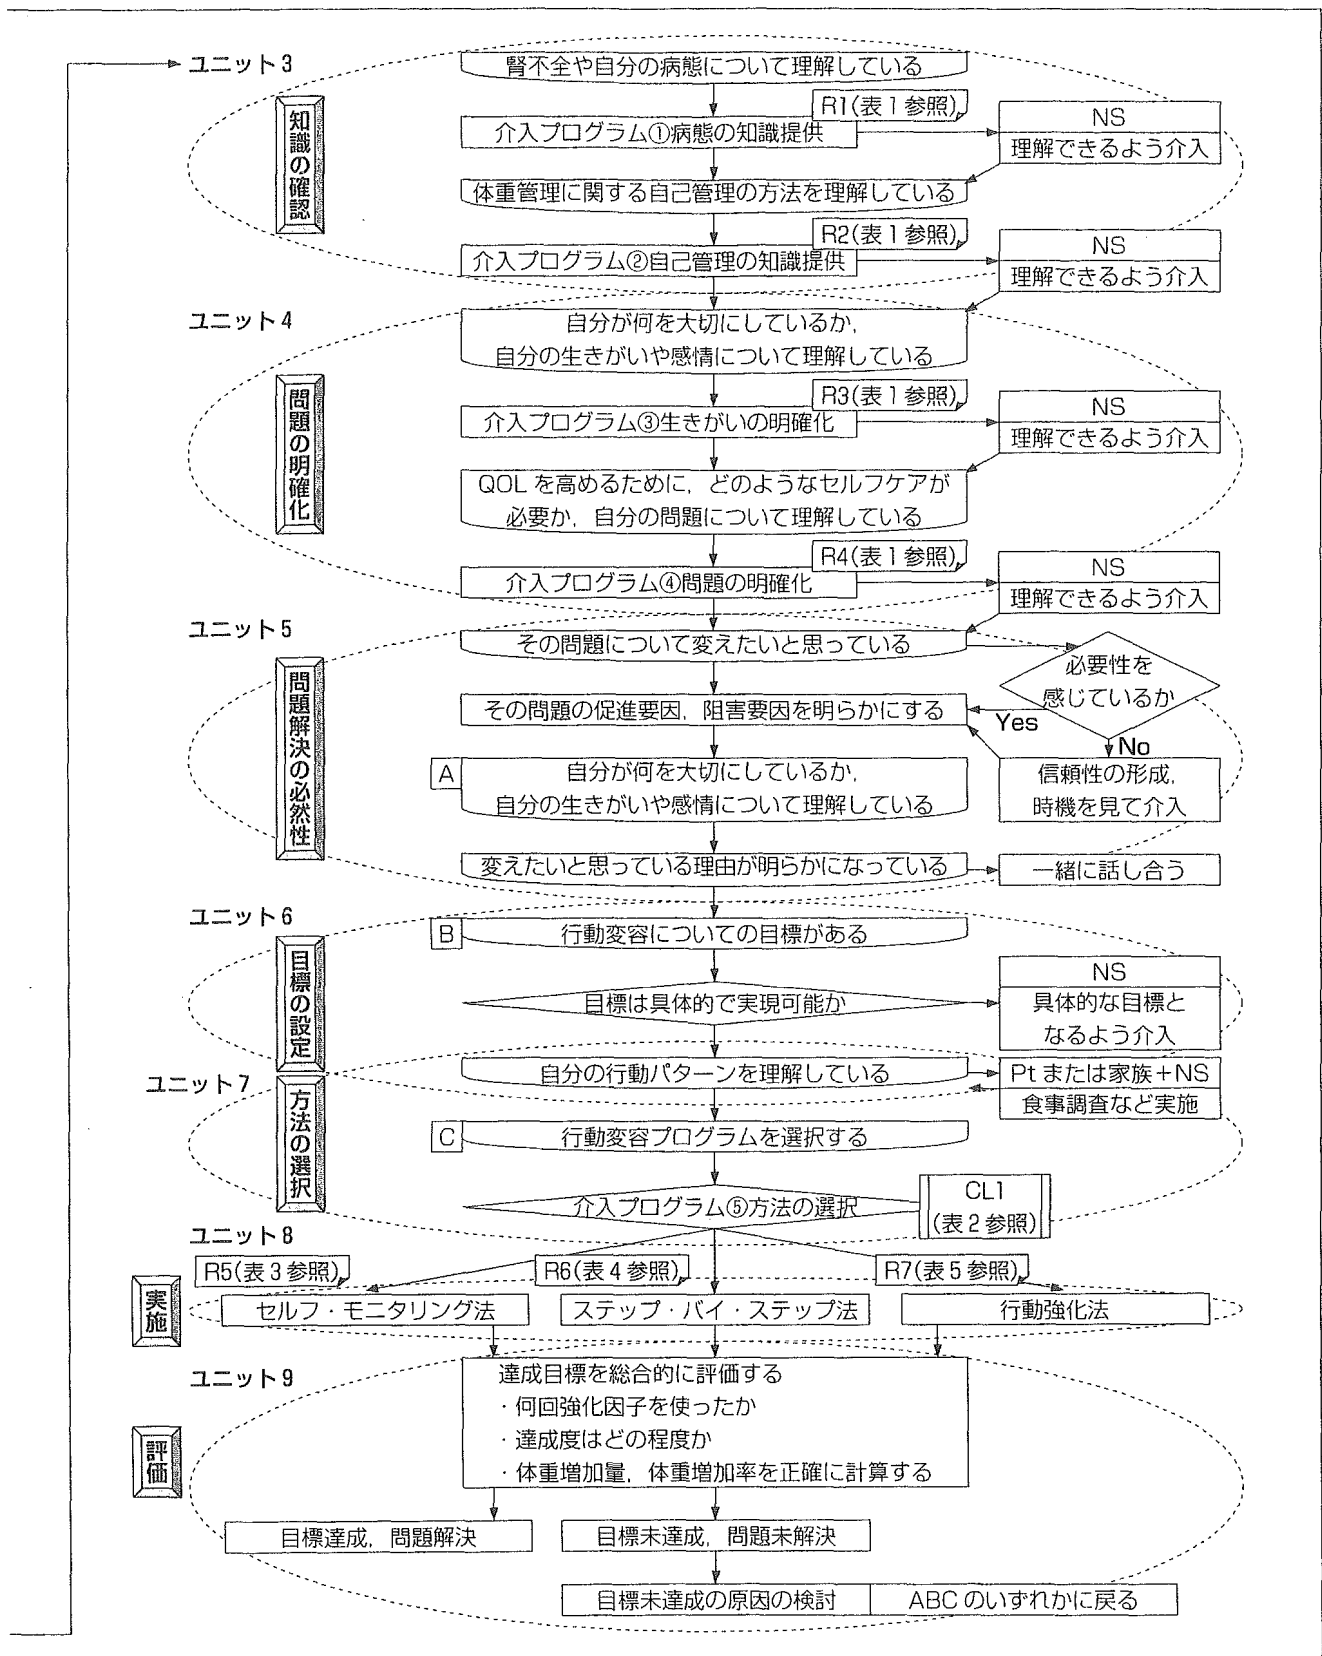 ユニット3
知識の確認
腎不全や自分の病態について理解している
R1(表1参照)
介入プログラム①病態の知識提供
NS
理解できるよう介入
体重管理に関する自己管理の方法を理解している
R2(表1参照)
介入プログラム②自己管理の知識提供
NS
理解できるよう介入
ユニット4
問題の明確化
自分が何を大切にしているか，
自分の生きがいや感情について理解している
R3(表1参照)
介入プログラム③生きがいの明確化
NS
理解できるよう介入
QOLを高めるために，どのようなセルフケアが
必要か，自分の問題について理解している
R4(表1参照)
介入プログラム④問題の明確化
NS
理解できるよう介入
ユニット5
問題解決の必然性
その問題について変えたいと思っている
必要性を
感じているか
その問題の促進要因，阻害要因を明らかにする
Yes
No
A
自分が何を大切にしているか，
自分の生きがいや感情について理解している
信頼性の形成，
時機を見て介入
変えたいと思っている理由が明らかになっている
一緒に話し合う
ユニット6
目標の設定
B
行動変容についての目標がある
目標は具体的で実現可能か
NS
具体的な目標と
なるよう介入
ユニット7
方法の選択
自分の行動パターンを理解している
Ptまたは家族＋NS
食事調査など実施
C
行動変容プログラムを選択する
介入プログラム⑤方法の選択
CL1
(表2参照)
ユニット8
実施
R5(表3参照)
R6(表4参照)
R7(表5参照)
セルフ・モニタリング法
ステップ・バイ・ステップ法
行動強化法
ユニット9
評価
達成目標を総合的に評価する
・何回強化因子を使ったか
・達成度はどの程度か
・体重増加量，体重増加率を正確に計算する
目標達成，問題解決
目標未達成，問題未解決
目標未達成の原因の検討
ABCのいずれかに戻る